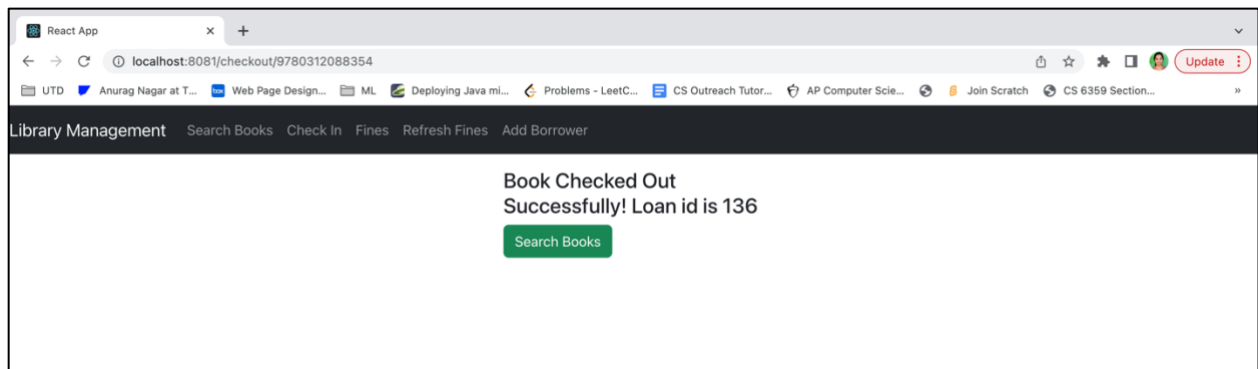 React App
localhost:8081/checkout/9780312088354
Update
UTD Anurag Nagar at T... box Web Page Design... ML Deploying Java mi... Problems - LeetC... CS Outreach Tutor... AP Computer Scie... Join Scratch CS 6359 Section... »
Library Management Search Books Check In Fines Refresh Fines Add Borrower
Book Checked Out
Successfully! Loan id is 136
Search Books